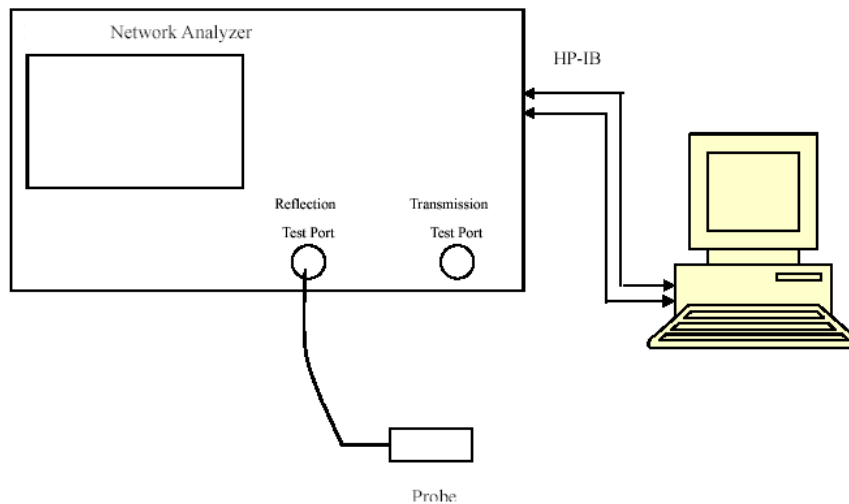 Network Analyzer
HP-IB
Reflection
Test Port
Transmission
Test Port
Probe